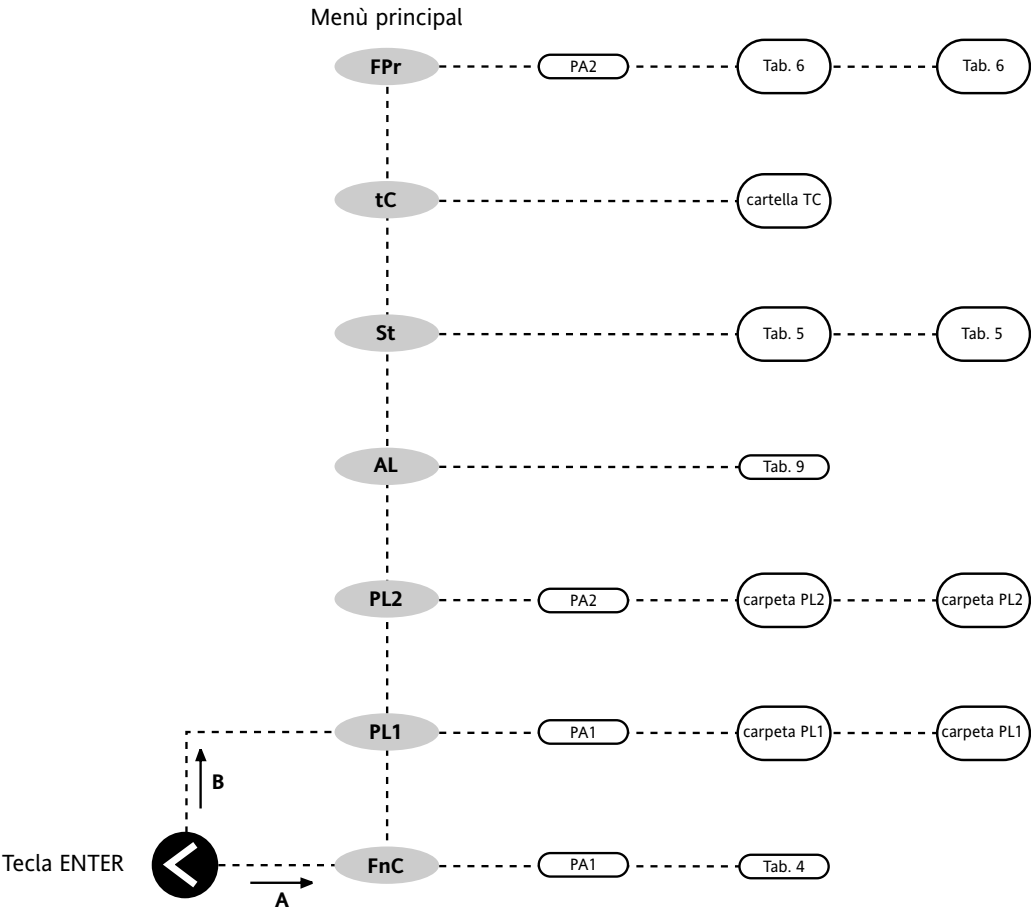 Menù principal
FPr PA2 Tab. 6 Tab. 6
tC cartella TC
St Tab. 5 Tab. 5
AL Tab. 9
PL2 PA2 carpeta PL2 carpeta PL2
PL1 PA1 carpeta PL1 carpeta PL1
B
Tecla ENTER FnC PA1 Tab. 4
A